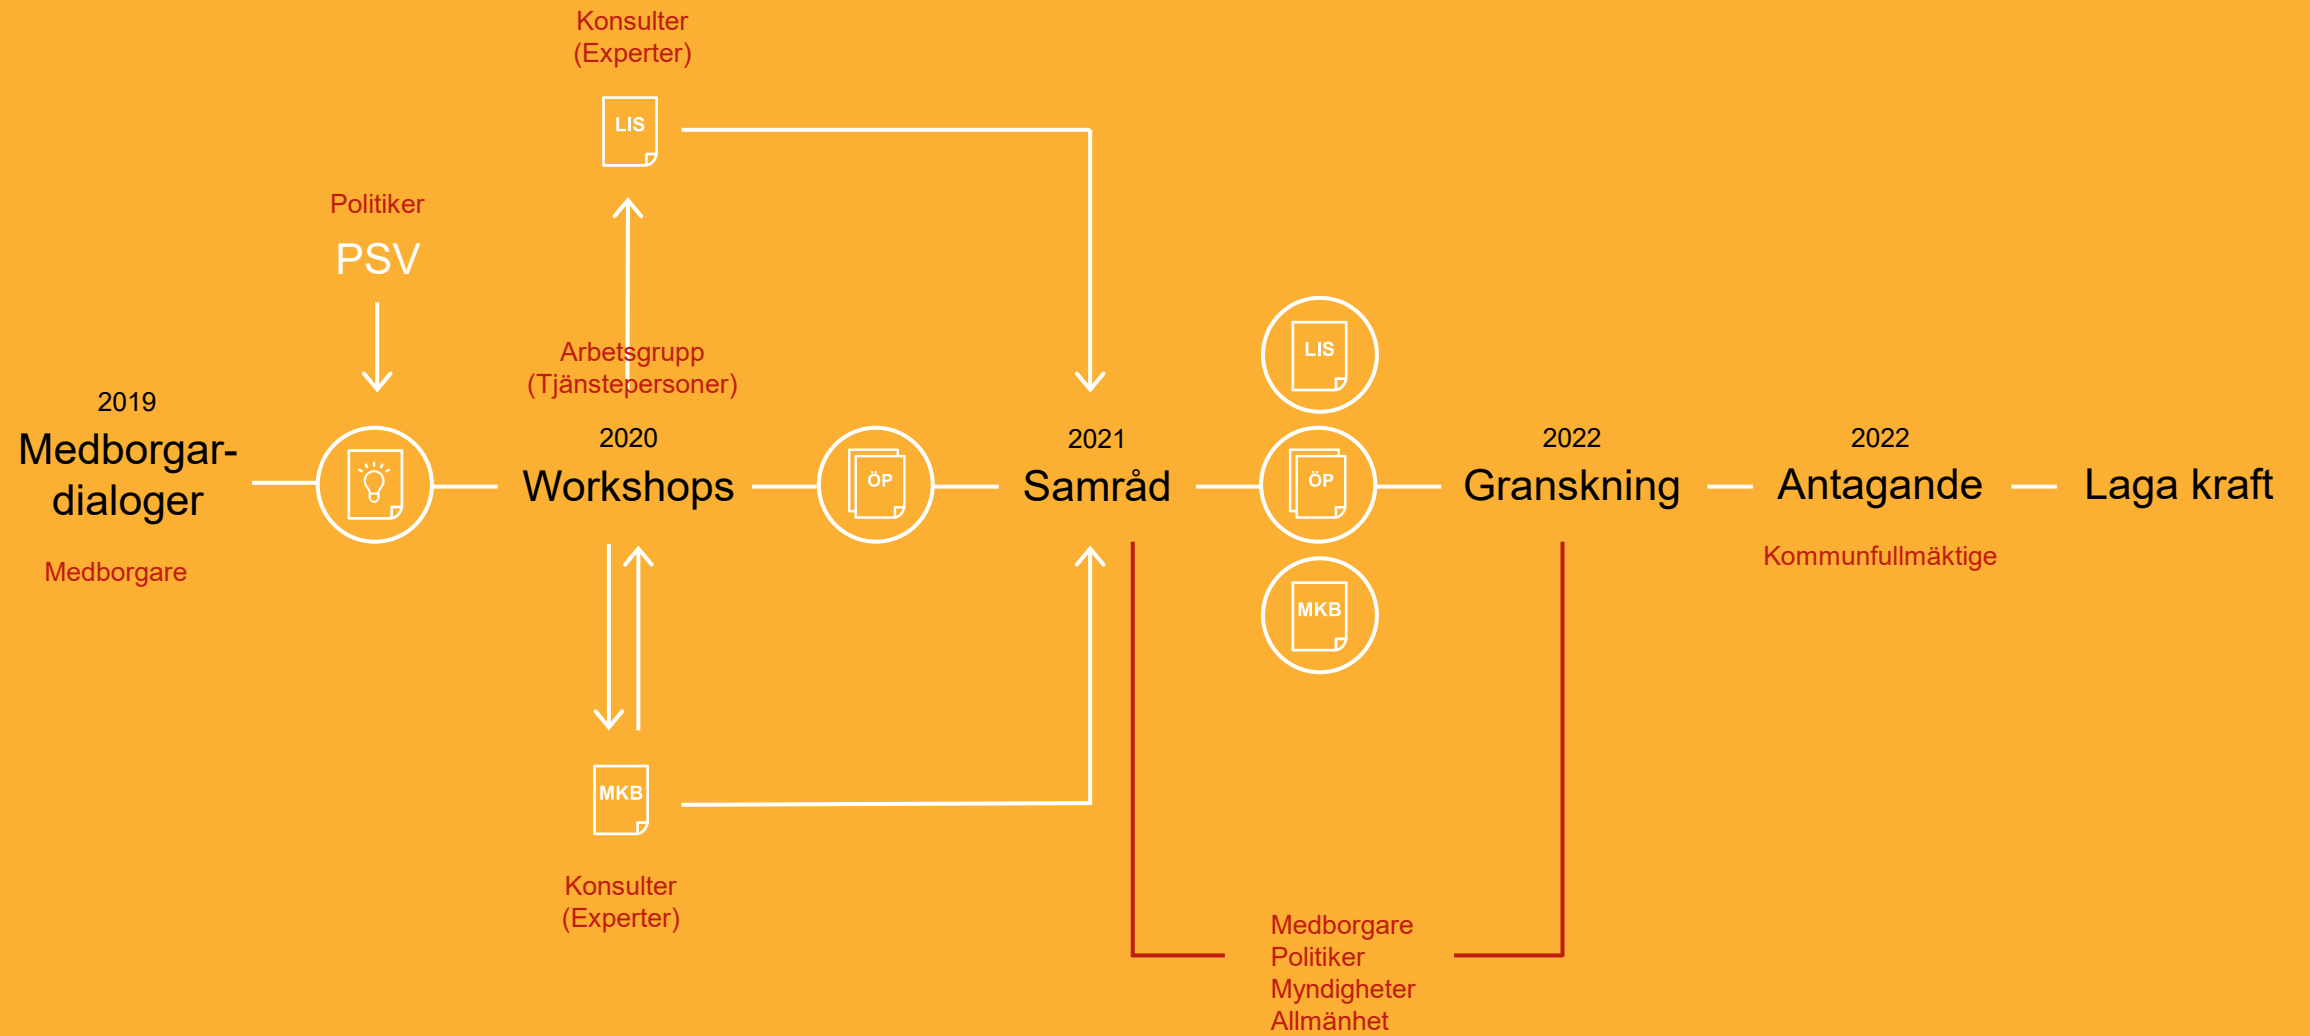 Konsulter
(Experter)
LIS
Politiker
PSV
Arbetsgrupp
(Tjänstepersoner)
2019
Medborgar-
dialoger
Medborgare
2020
Workshops
ÖP
2021
Samråd
LIS
ÖP
MKB
2022
Granskning
2022
Antagande
Kommunfullmäktige
Laga kraft
MKB
Konsulter
(Experter)
Medborgare
Politiker
Myndigheter
Allmänhet